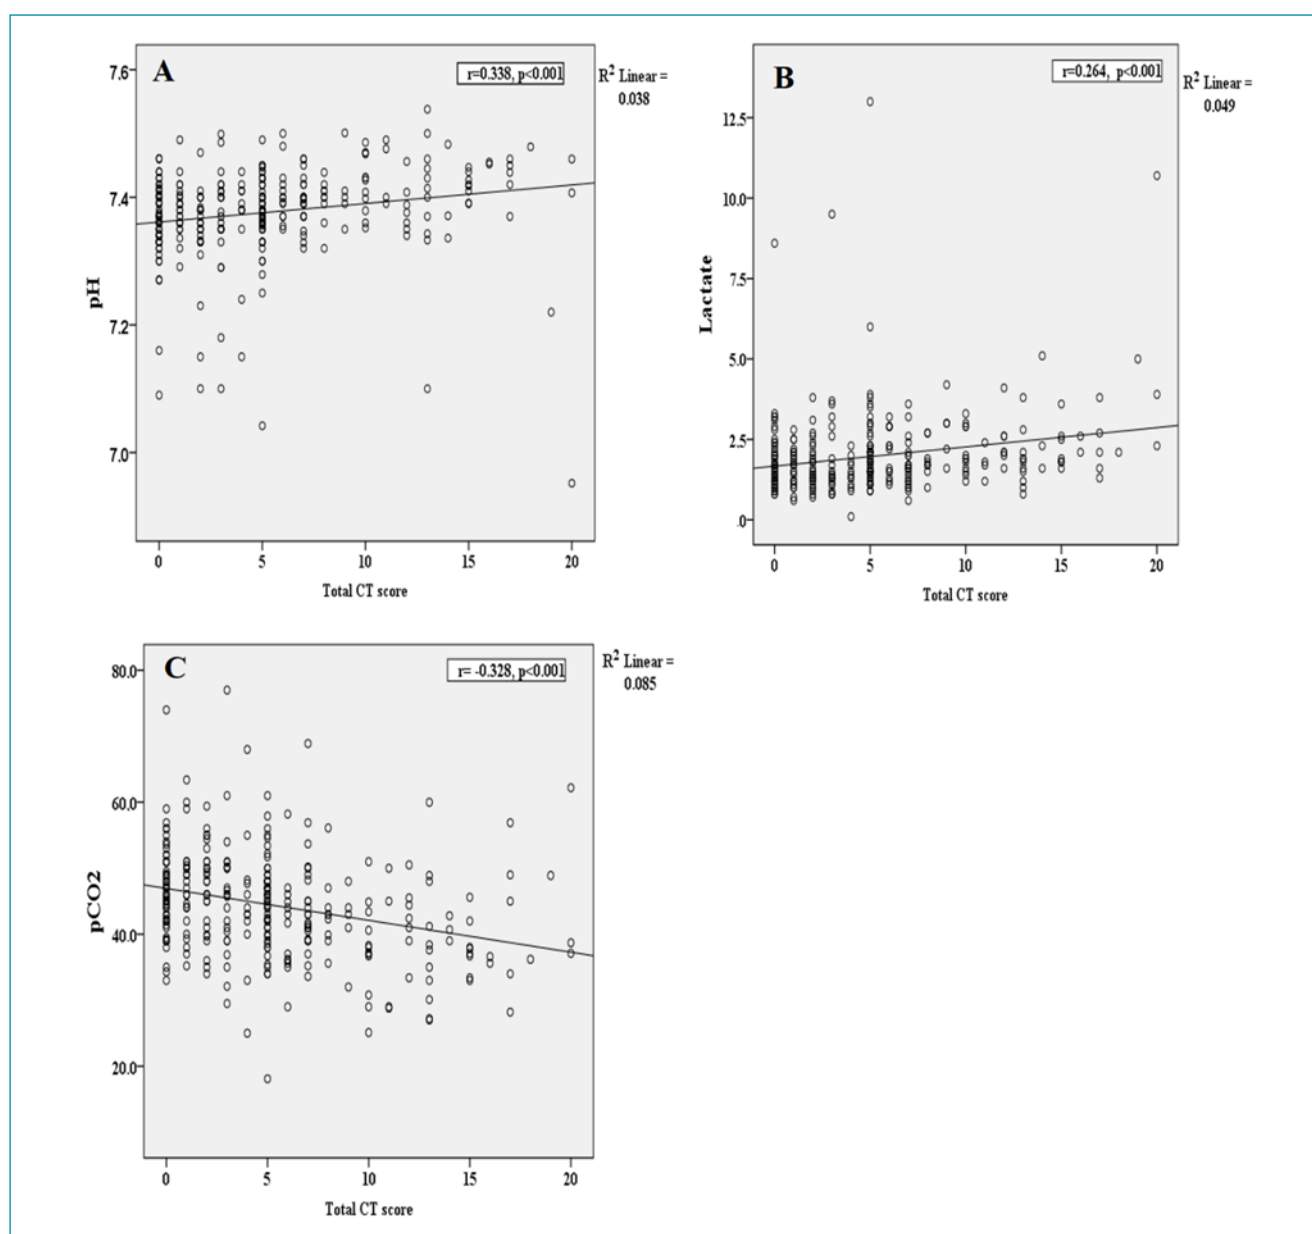 A
r=0.338, p<0.001
R² Linear =
0.038
7.6
7.4
7.2
7.0
pH
0 5 10 15 20
Total CT score
B
r=0.264, p<0.001
R² Linear =
0.049
12.5
10.0
7.5
5.0
2.5
.0
Lactate
0 5 10 15 20
Total CT score
C
r= -0.328, p<0.001
R² Linear =
0.085
80.0
60.0
40.0
20.0
pCO2
0 5 10 15 20
Total CT score